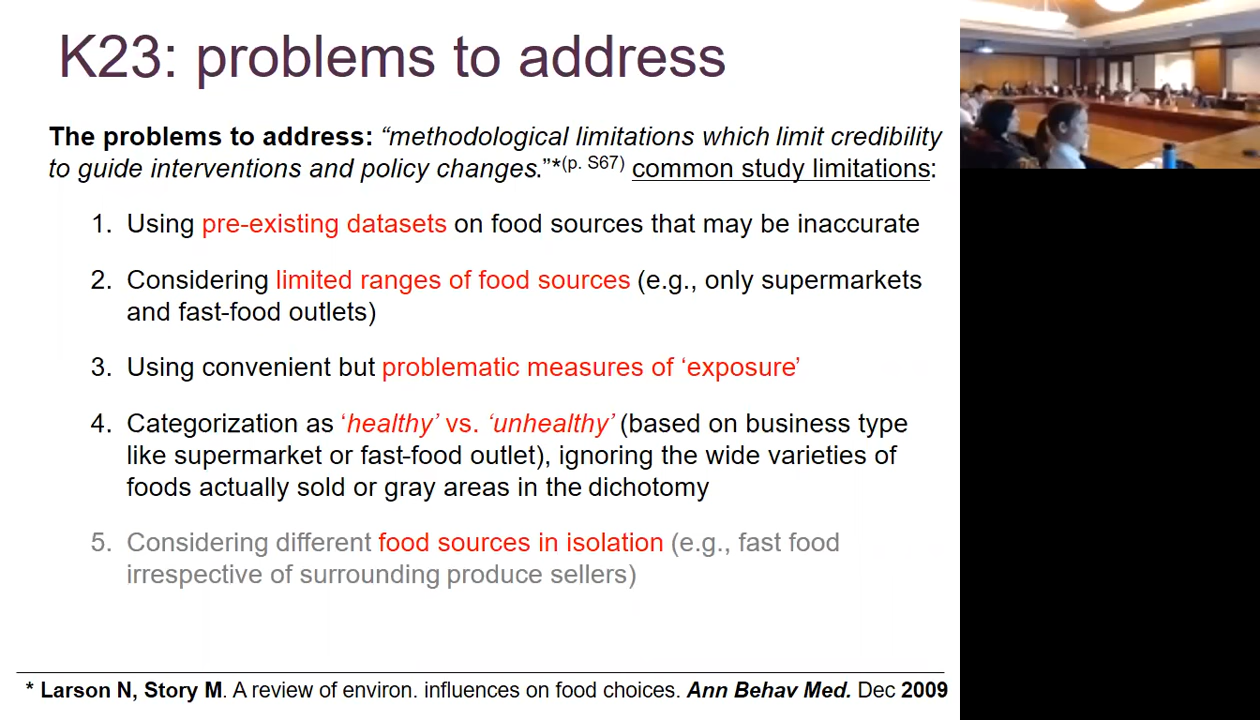 K23: problems to address
The problems to address: “methodological limitations which limit credibility
to guide interventions and policy changes.”*(p. S67) common study limitations:
1. Using pre-existing datasets on food sources that may be inaccurate
2. Considering limited ranges of food sources (e.g., only supermarkets
and fast-food outlets)
3. Using convenient but problematic measures of ‘exposure’
4. Categorization as ‘healthy’ vs. ‘unhealthy’ (based on business type
like supermarket or fast-food outlet), ignoring the wide varieties of
foods actually sold or gray areas in the dichotomy
5. Considering different food sources in isolation (e.g., fast food
irrespective of surrounding produce sellers)
* Larson N, Story M. A review of environ. influences on food choices. Ann Behav Med. Dec 2009